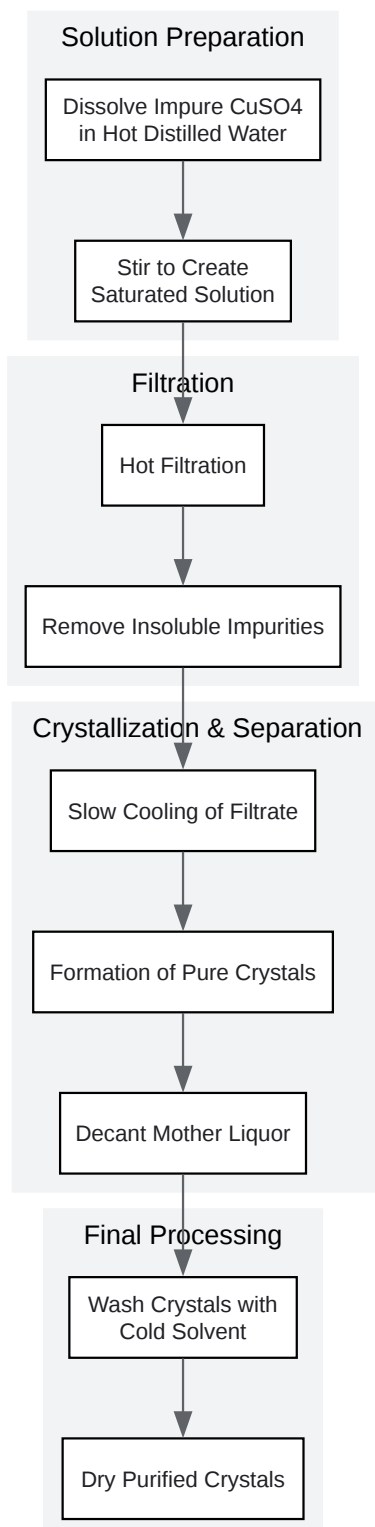 Solution Preparation
Dissolve Impure CuSO4
in Hot Distilled Water
Stir to Create
Saturated Solution
Filtration
Hot Filtration
Remove Insoluble Impurities
Crystallization & Separation
Slow Cooling of Filtrate
Formation of Pure Crystals
Decant Mother Liquor
Final Processing
Wash Crystals with
Cold Solvent
Dry Purified Crystals